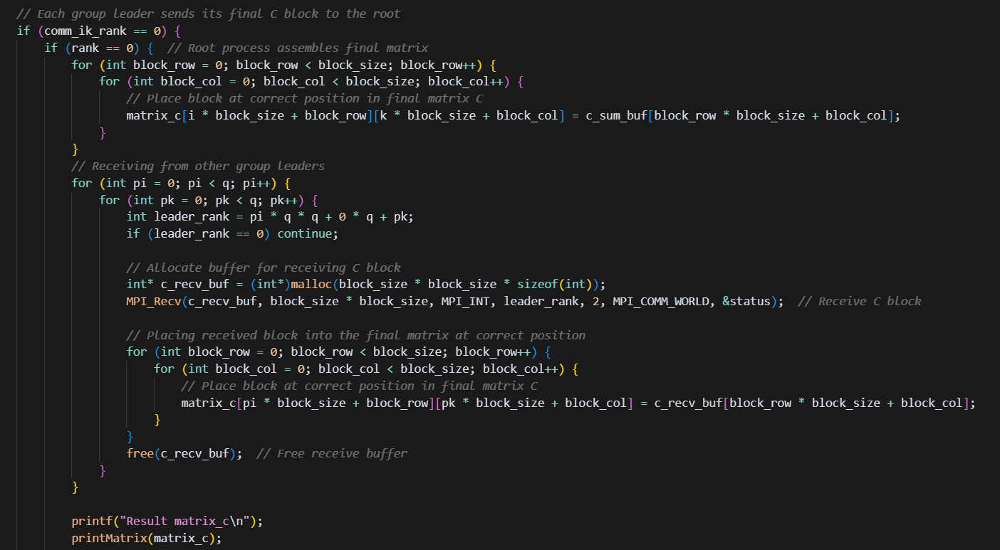 // Each group leader sends its final C block to the root
if (comm_ik_rank == 0) {
    if (rank == 0) {  // Root process assembles final matrix
        for (int block_row = 0; block_row < block_size; block_row++) {
            for (int block_col = 0; block_col < block_size; block_col++) {
                // Place block at correct position in final matrix C
                matrix_c[i * block_size + block_row][k * block_size + block_col] = c_sum_buf[block_row * block_size + block_col];
            }
        }
        // Receiving from other group leaders
        for (int pi = 0; pi < q; pi++) {
            for (int pk = 0; pk < q; pk++) {
                int leader_rank = pi * q * q + 0 * q + pk;
                if (leader_rank == 0) continue;

                // Allocate buffer for receiving C block
                int* c_recv_buf = (int*)malloc(block_size * block_size * sizeof(int));
                MPI_Recv(c_recv_buf, block_size * block_size, MPI_INT, leader_rank, 2, MPI_COMM_WORLD, &status);  // Receive C block

                // Placing received block into the final matrix at correct position
                for (int block_row = 0; block_row < block_size; block_row++) {
                    for (int block_col = 0; block_col < block_size; block_col++) {
                        // Place block at correct position in final matrix C
                        matrix_c[pi * block_size + block_row][pk * block_size + block_col] = c_recv_buf[block_row * block_size + block_col];
                    }
                }
                free(c_recv_buf);  // Free receive buffer
            }
        }

        printf("Result matrix_c\n");
        printMatrix(matrix_c);